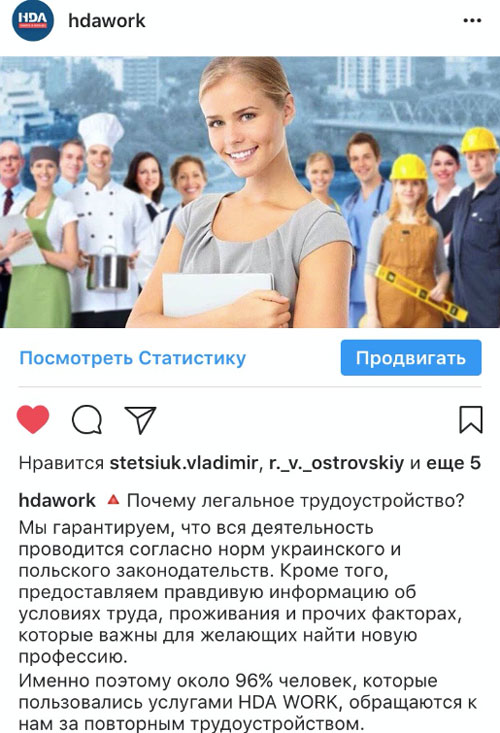 HDA
hdawork
Посмотреть Статистику
Продвигать
Нравится stetsiuk.vladimir, r._v._ostrovskiy и еще 5
hdawork 🔺 Почему легальное трудоустройство?
Мы гарантируем, что вся деятельность
проводится согласно норм украинского и
польского законодательств. Кроме того,
предоставляем правдивую информацию об
условиях труда, проживания и прочих факторах,
которые важны для желающих найти новую
профессию.
Именно поэтому около 96% человек, которые
пользовались услугами HDA WORK, обращаются к
нам за повторным трудоустройством.